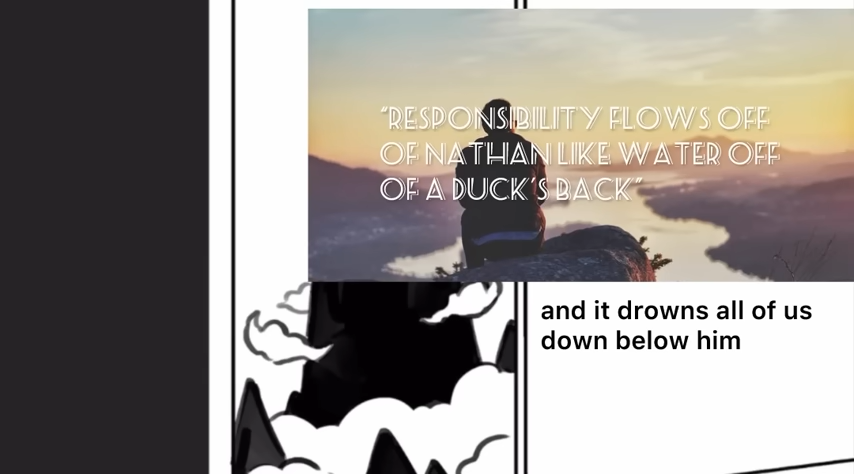 "RESPONSIBILITY FLOWS OFF
OF NATHAN LIKE WATER OFF
OF A DUCK'S BACK"
and it drowns all of us
down below him